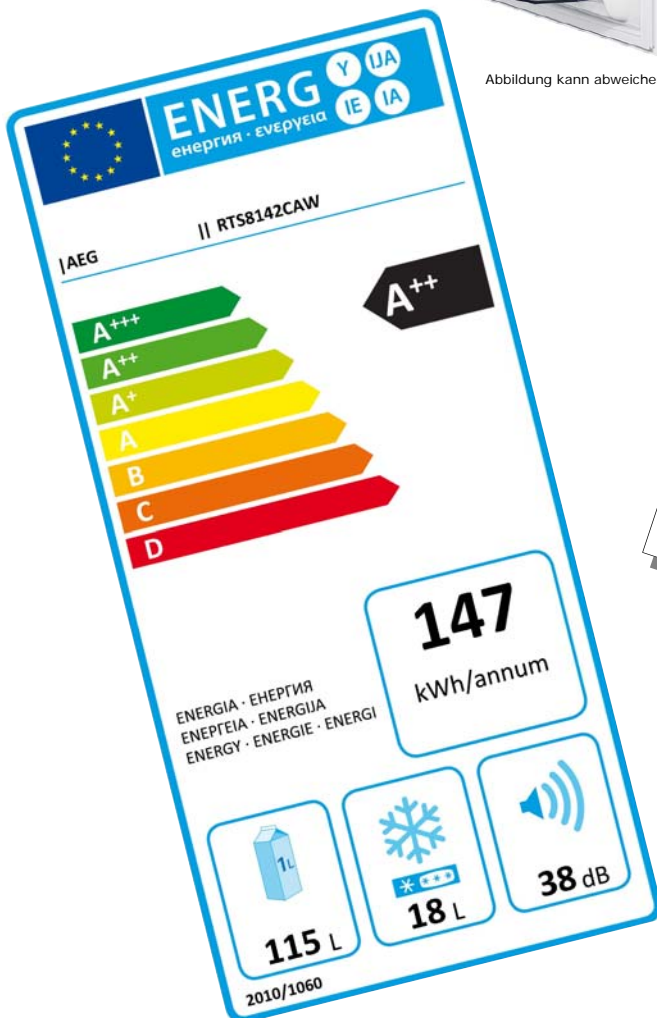 Abbildung kann abweiche
ENERG
енергия · ενεργεια
Y IJA
IE IA
|AEG || RTS8142CAW
A++
A+++
A++
A+
A
B
C
D
147
kWh/annum
ENERGIA · ЕНЕРГИЯ
ΕΝΕΡΓΕΙΑ · ENERGIJA
ENERGY · ENERGIE · ENERGI
1L
115 L
18 L
38 dB
2010/1060